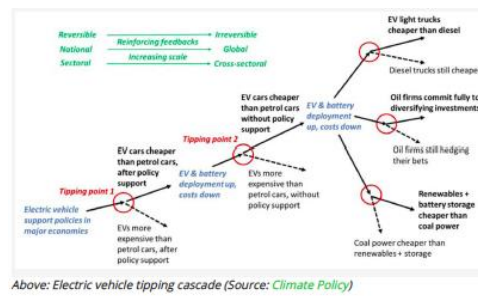 Reversible
Irreversible
Reinforcing feedbacks
National
Global
Increasing scale
Sectoral
Cross-sectoral
EV light trucks
cheaper than diesel
Diesel trucks still cheaper
EV cars cheaper
than petrol cars
without policy
support
EV & battery
deployment
up, costs down
Oil firms commit fully to
diversifying investments
Oil firms still hedging
their bets
Tipping point 2
EV cars cheaper
than petrol cars,
after policy
support
Tipping point 1
EV & battery
deployment up,
costs down
EVs more
expensive than
petrol cars, without
policy support
Electric vehicle
support policies in
major economies
EVs more
expensive than
petrol cars, after
policy support
Renewables +
battery storage
cheaper than
coal power
Coal power cheaper than
renewables + storage
Above: Electric vehicle tipping cascade (Source: Climate Policy)